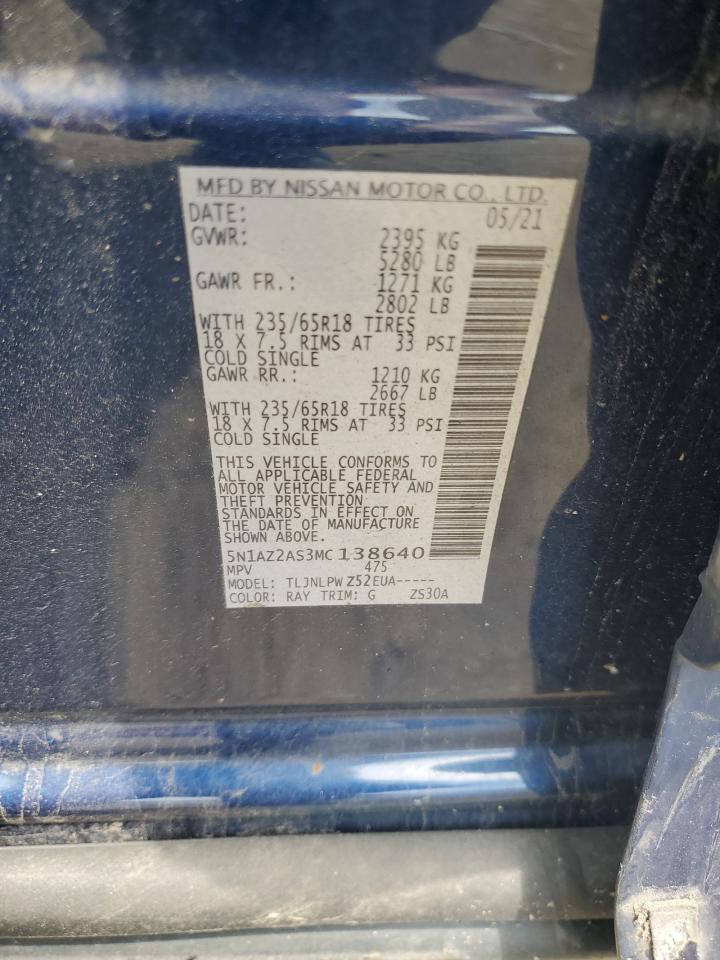 MFD BY NISSAN MOTOR CO., LTD.
DATE: 05/21
GVWR: 2395 KG
5280 LB
GAWR FR.: 1271 KG
2802 LB
WITH 235/65R18 TIRES
18 X 7.5 RIMS AT 33 PSI
COLD SINGLE
GAWR RR.: 1210 KG
2667 LB
WITH 235/65R18 TIRES
18 X 7.5 RIMS AT 33 PSI
COLD SINGLE
THIS VEHICLE CONFORMS TO
ALL APPLICABLE FEDERAL
MOTOR VEHICLE SAFETY AND
THEFT PREVENTION
STANDARDS IN EFFECT ON
THE DATE OF MANUFACTURE
SHOWN ABOVE.
5N1AZ2AS3MC 138640
MPV 475
MODEL: TLJNLPW Z52EUA-----
COLOR: RAY TRIM: G ZS30A